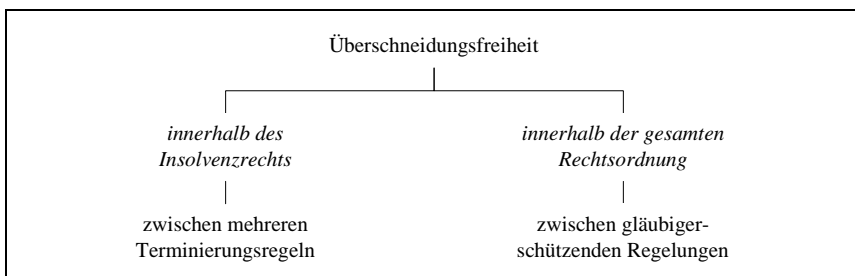 Überschneidungsfreiheit
innerhalb des
Insolvenzrechts
innerhalb der gesamten
Rechtsordnung
zwischen mehreren
Terminierungsregeln
zwischen gläubiger-
schützenden Regelungen